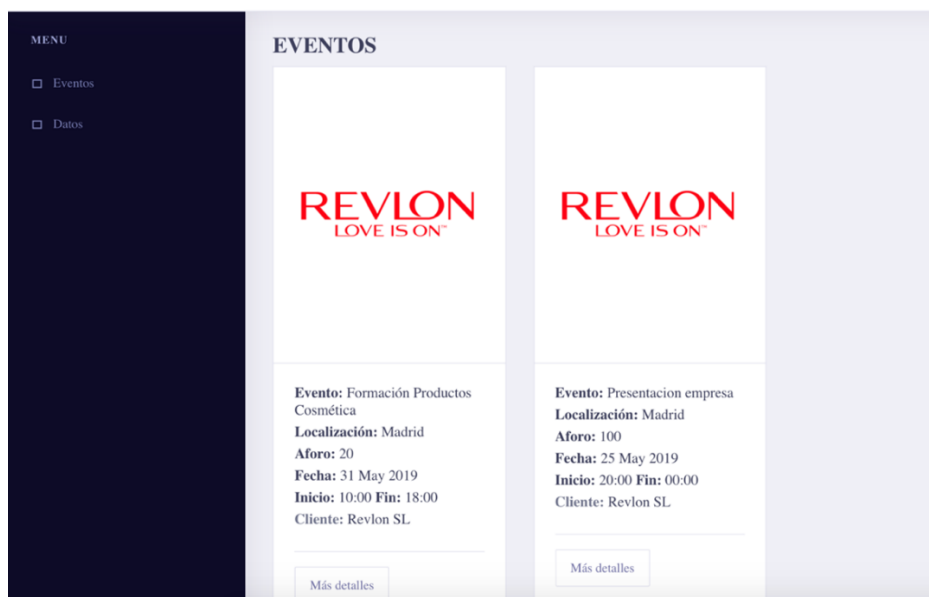 MENU
Eventos
Datos
EVENTOS
REVLON
LOVE IS ON™
Evento: Formación Productos
Cosmética
Localización: Madrid
Aforo: 20
Fecha: 31 May 2019
Inicio: 10:00 Fin: 18:00
Cliente: Revlon SL
Más detalles
REVLON
LOVE IS ON™
Evento: Presentacion empresa
Localización: Madrid
Aforo: 100
Fecha: 25 May 2019
Inicio: 20:00 Fin: 00:00
Cliente: Revlon SL
Más detalles